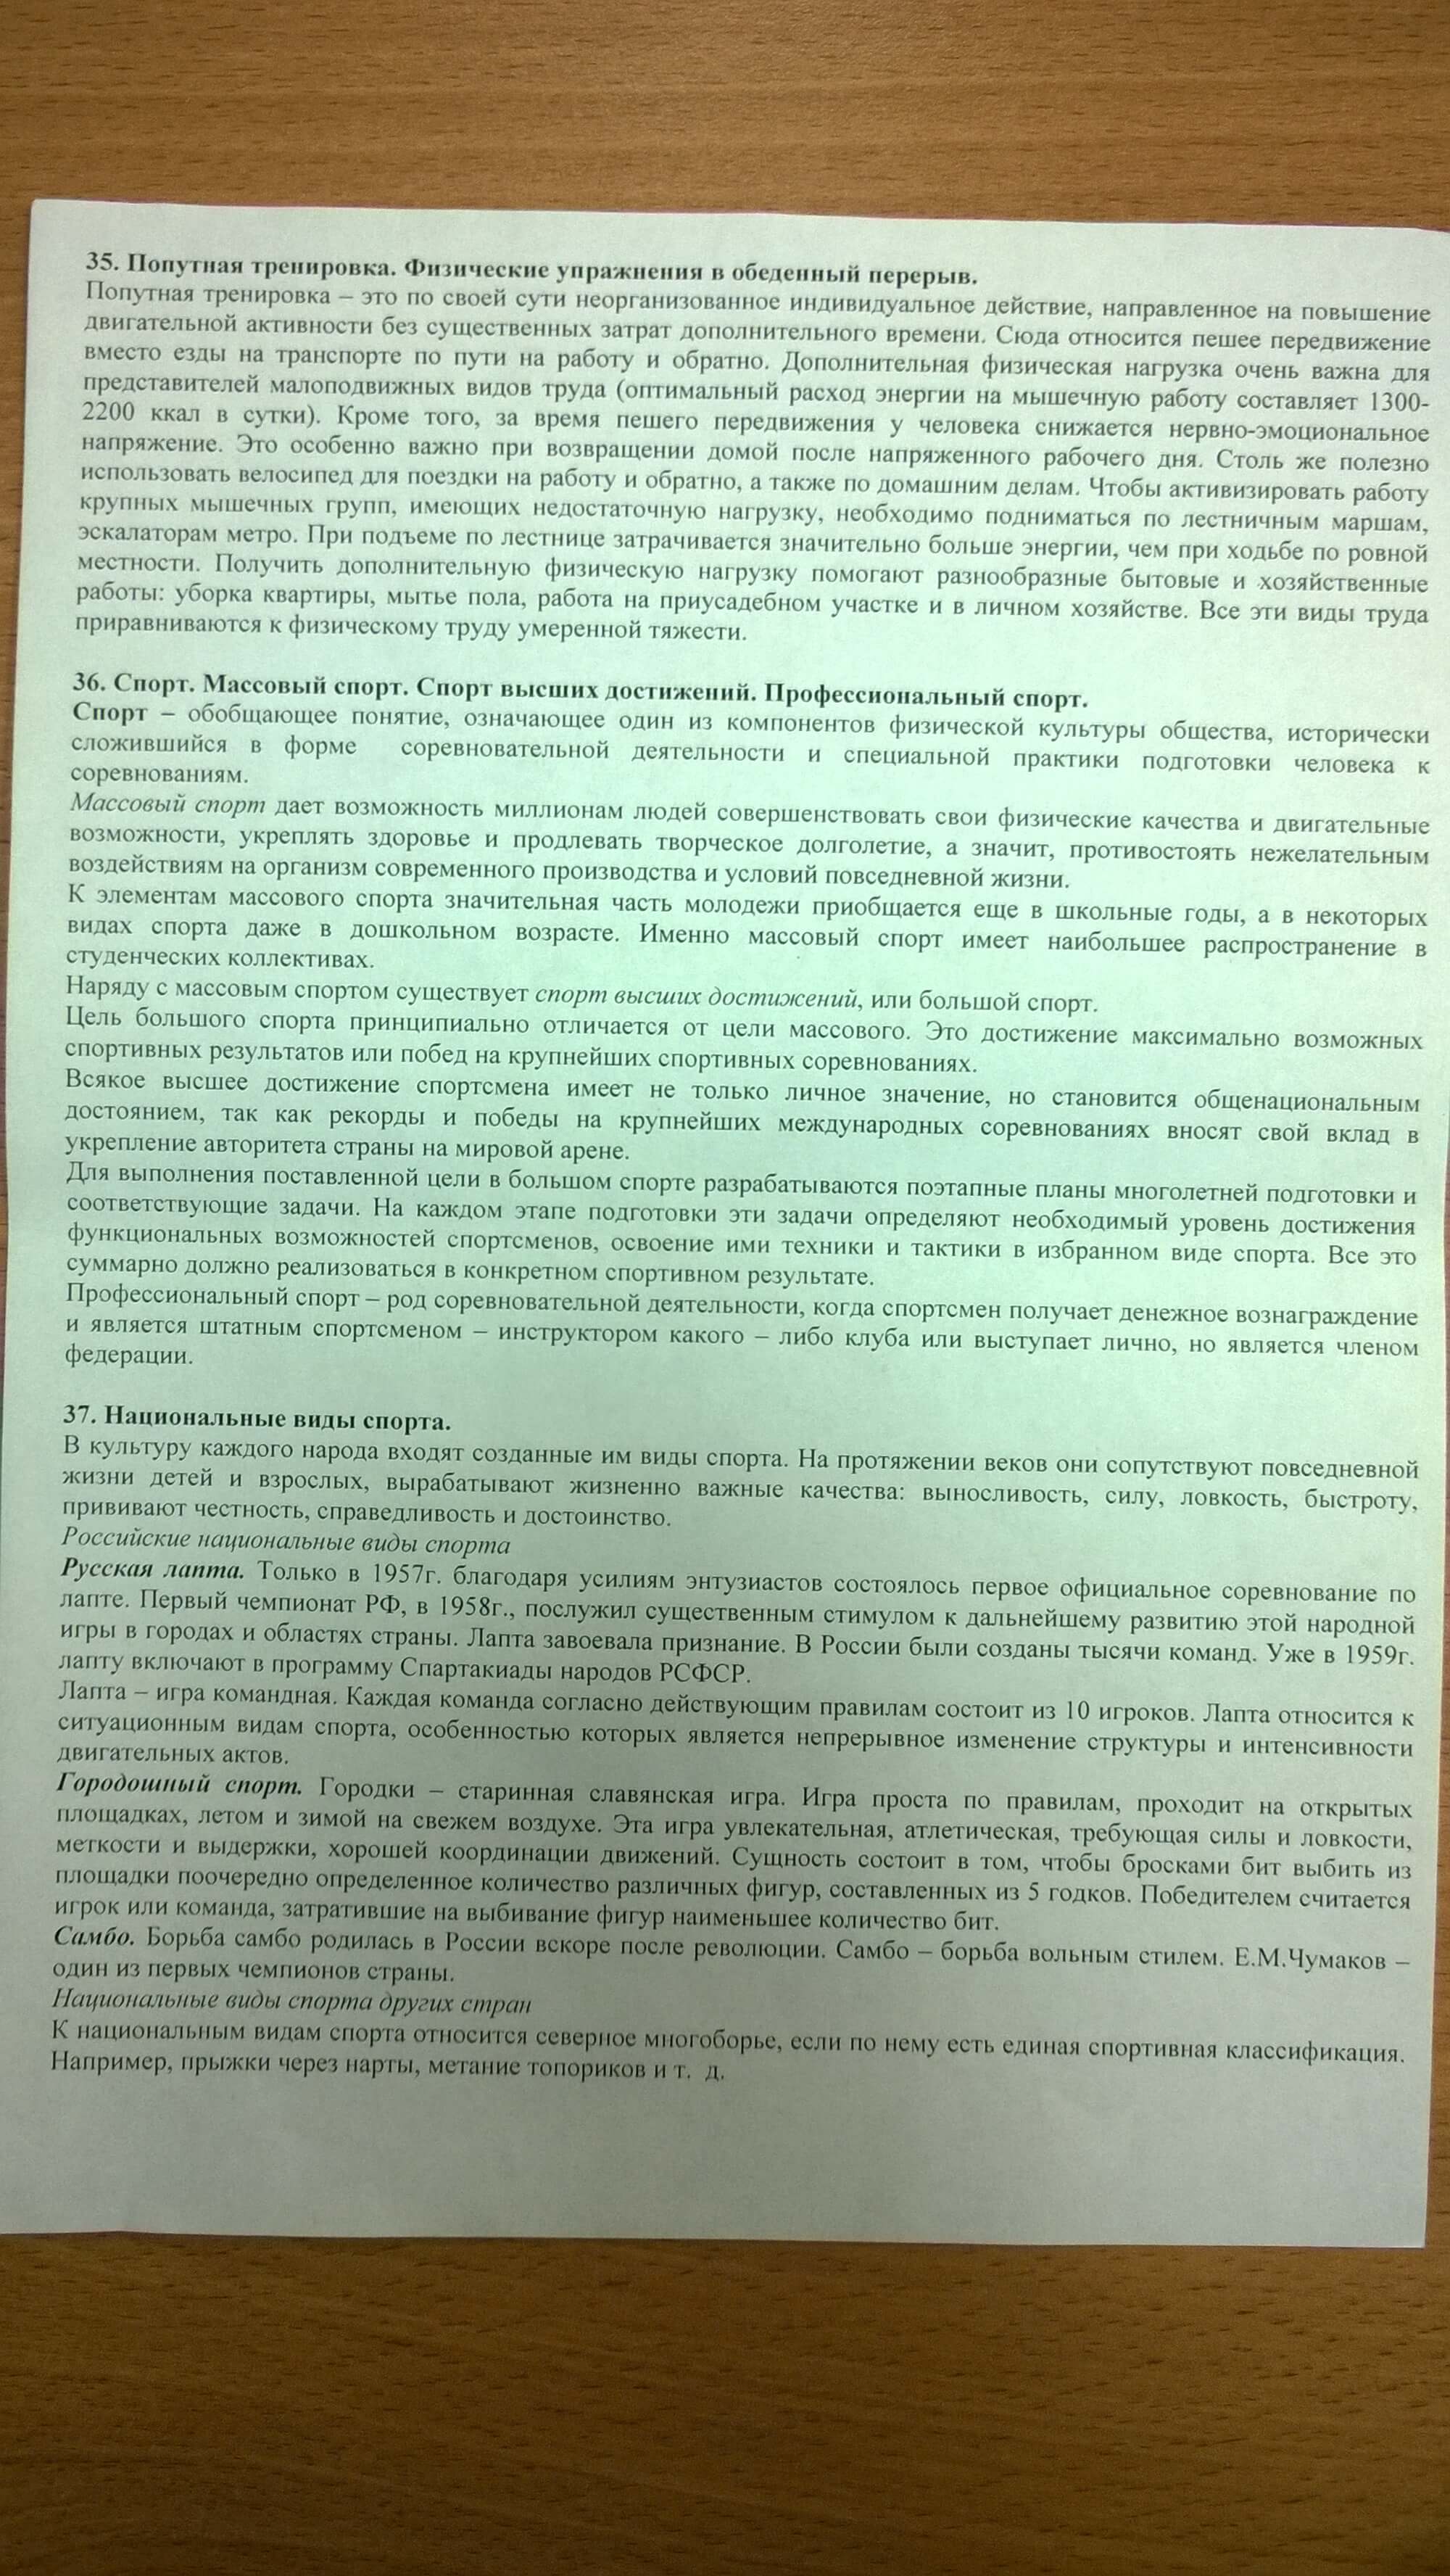 35. Попутная тренировка. Физические упражнения в обеденный перерыв.
Попутная тренировка – это по своей сути неорганизованное индивидуальное действие, направленное на повышение
двигательной активности без существенных затрат дополнительного времени. Сюда относится пешее передвижение
вместо езды на транспорте по пути на работу и обратно. Дополнительная физическая нагрузка очень важна для
представителей малоподвижных видов труда (оптимальный расход энергии на мышечную работу составляет 1300-
2200 ккал в сутки). Кроме того, за время пешего передвижения у человека снижается нервно-эмоциональное
напряжение. Это особенно важно при возвращении домой после напряженного рабочего дня. Столь же полезно
использовать велосипед для поездки на работу и обратно, а также по домашним делам. Чтобы активизировать работу
крупных мышечных групп, имеющих недостаточную нагрузку, необходимо подниматься по лестничным маршам,
эскалаторам метро. При подъеме по лестнице затрачивается значительно больше энергии, чем при ходьбе по ровной
местности. Получить дополнительную физическую нагрузку помогают разнообразные бытовые и хозяйственные
работы: уборка квартиры, мытье пола, работа на приусадебном участке и в личном хозяйстве. Все эти виды труда
приравниваются к физическому труду умеренной тяжести.
36. Спорт. Массовый спорт. Спорт высших достижений. Профессиональный спорт.
Спорт – обобщающее понятие, означающее один из компонентов физической культуры общества, исторически
сложившийся в форме соревновательной деятельности и специальной практики подготовки человека к
соревнованиям.
Массовый спорт дает возможность миллионам людей совершенствовать свои физические качества и двигательные
возможности, укреплять здоровье и продлевать творческое долголетие, а значит, противостоять нежелательным
воздействиям на организм современного производства и условий повседневной жизни.
К элементам массового спорта значительная часть молодежи приобщается еще в школьные годы, а в некоторых
видах спорта даже в дошкольном возрасте. Именно массовый спорт имеет наибольшее распространение в
студенческих коллективах.
Наряду с массовым спортом существует спорт высших достижений, или большой спорт.
Цель большого спорта принципиально отличается от цели массового. Это достижение максимально возможных
спортивных результатов или побед на крупнейших спортивных соревнованиях.
Всякое высшее достижение спортсмена имеет не только личное значение, но становится общенациональным
достоянием, так как рекорды и победы на крупнейших международных соревнованиях вносят свой вклад в
укрепление авторитета страны на мировой арене.
Для выполнения поставленной цели в большом спорте разрабатываются поэтапные планы многолетней подготовки и
соответствующие задачи. На каждом этапе подготовки эти задачи определяют необходимый уровень достижения
функциональных возможностей спортсменов, освоение ими техники и тактики в избранном виде спорта. Все это
суммарно должно реализоваться в конкретном спортивном результате.
Профессиональный спорт – род соревновательной деятельности, когда спортсмен получает денежное вознаграждение
и является штатным спортсменом – инструктором какого – либо клуба или выступает лично, но является членом
федерации.
37. Национальные виды спорта.
В культуру каждого народа входят созданные им виды спорта. На протяжении веков они сопутствуют повседневной
жизни детей и взрослых, вырабатывают жизненно важные качества: выносливость, силу, ловкость, быстроту,
прививают честность, справедливость и достоинство.
Российские национальные виды спорта
Русская лапта. Только в 1957г. благодаря усилиям энтузиастов состоялось первое официальное соревнование по
лапте. Первый чемпионат РФ, в 1958г., послужил существенным стимулом к дальнейшему развитию этой народной
игры в городах и областях страны. Лапта завоевала признание. В России были созданы тысячи команд. Уже в 1959г.
лапту включают в программу Спартакиады народов РСФСР.
Лапта – игра командная. Каждая команда согласно действующим правилам состоит из 10 игроков. Лапта относится к
ситуационным видам спорта, особенностью которых является непрерывное изменение структуры и интенсивности
двигательных актов.
Городошный спорт. Городки – старинная славянская игра. Игра проста по правилам, проходит на открытых
площадках, летом и зимой на свежем воздухе. Эта игра увлекательная, атлетическая, требующая силы и ловкости,
меткости и выдержки, хорошей координации движений. Сущность состоит в том, чтобы бросками бит выбить из
площадки поочередно определенное количество различных фигур, составленных из 5 годков. Победителем считается
игрок или команда, затратившие на выбивание фигур наименьшее количество бит.
Самбо. Борьба самбо родилась в России вскоре после революции. Самбо – борьба вольным стилем. Е.М.Чумаков –
один из первых чемпионов страны.
Национальные виды спорта других стран
К национальным видам спорта относится северное многоборье, если по нему есть единая спортивная классификация.
Например, прыжки через нарты, метание топориков и т. д.